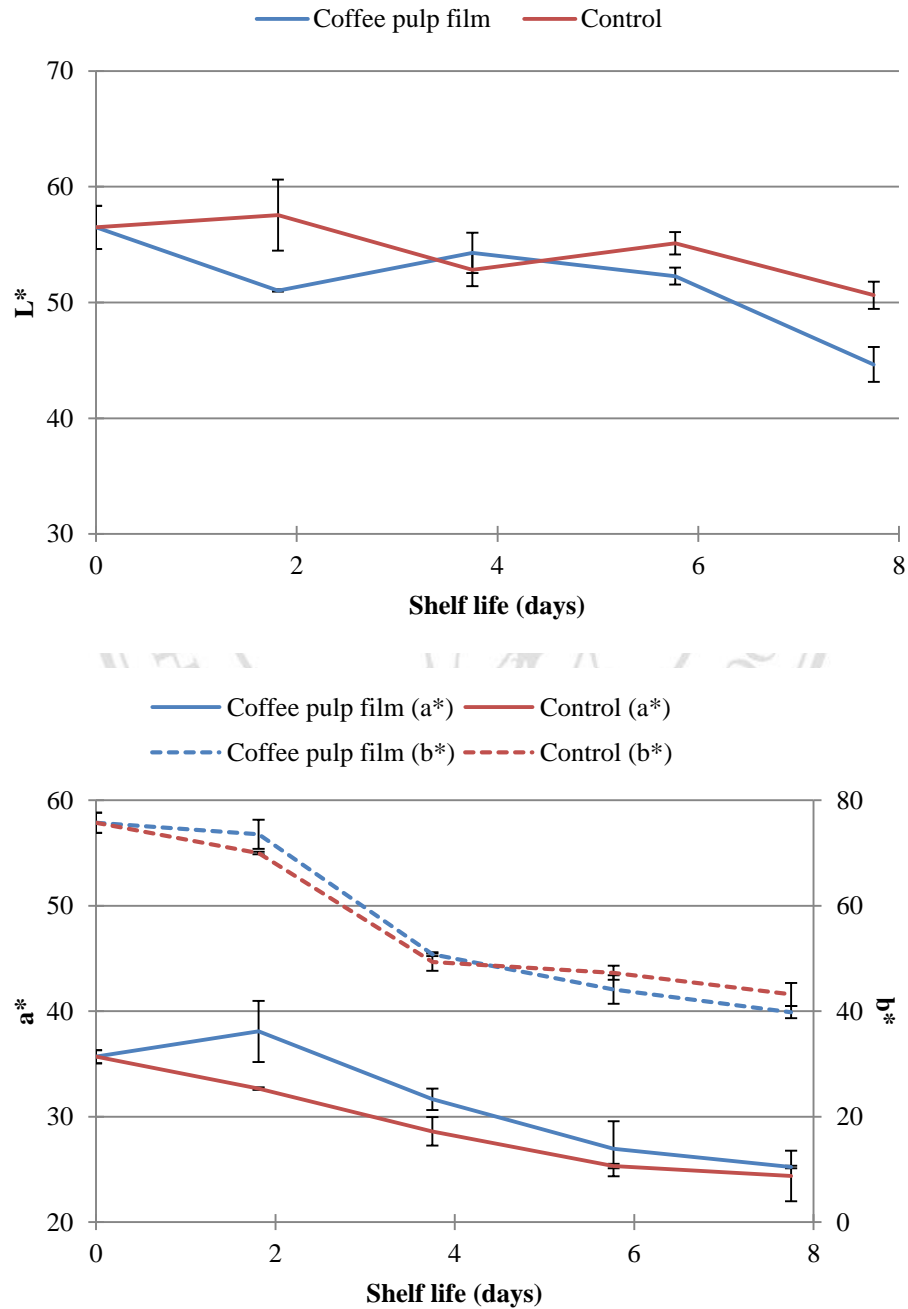 Coffee pulp film Control
70
60
50
40
30
L*
0 2 4 6 8
Shelf life (days)
Coffee pulp film (a*) Control (a*)
Coffee pulp film (b*) Control (b*)
60 80
50 60
40 40
30 20
20 0
a* b*
0 2 4 6 8
Shelf life (days)